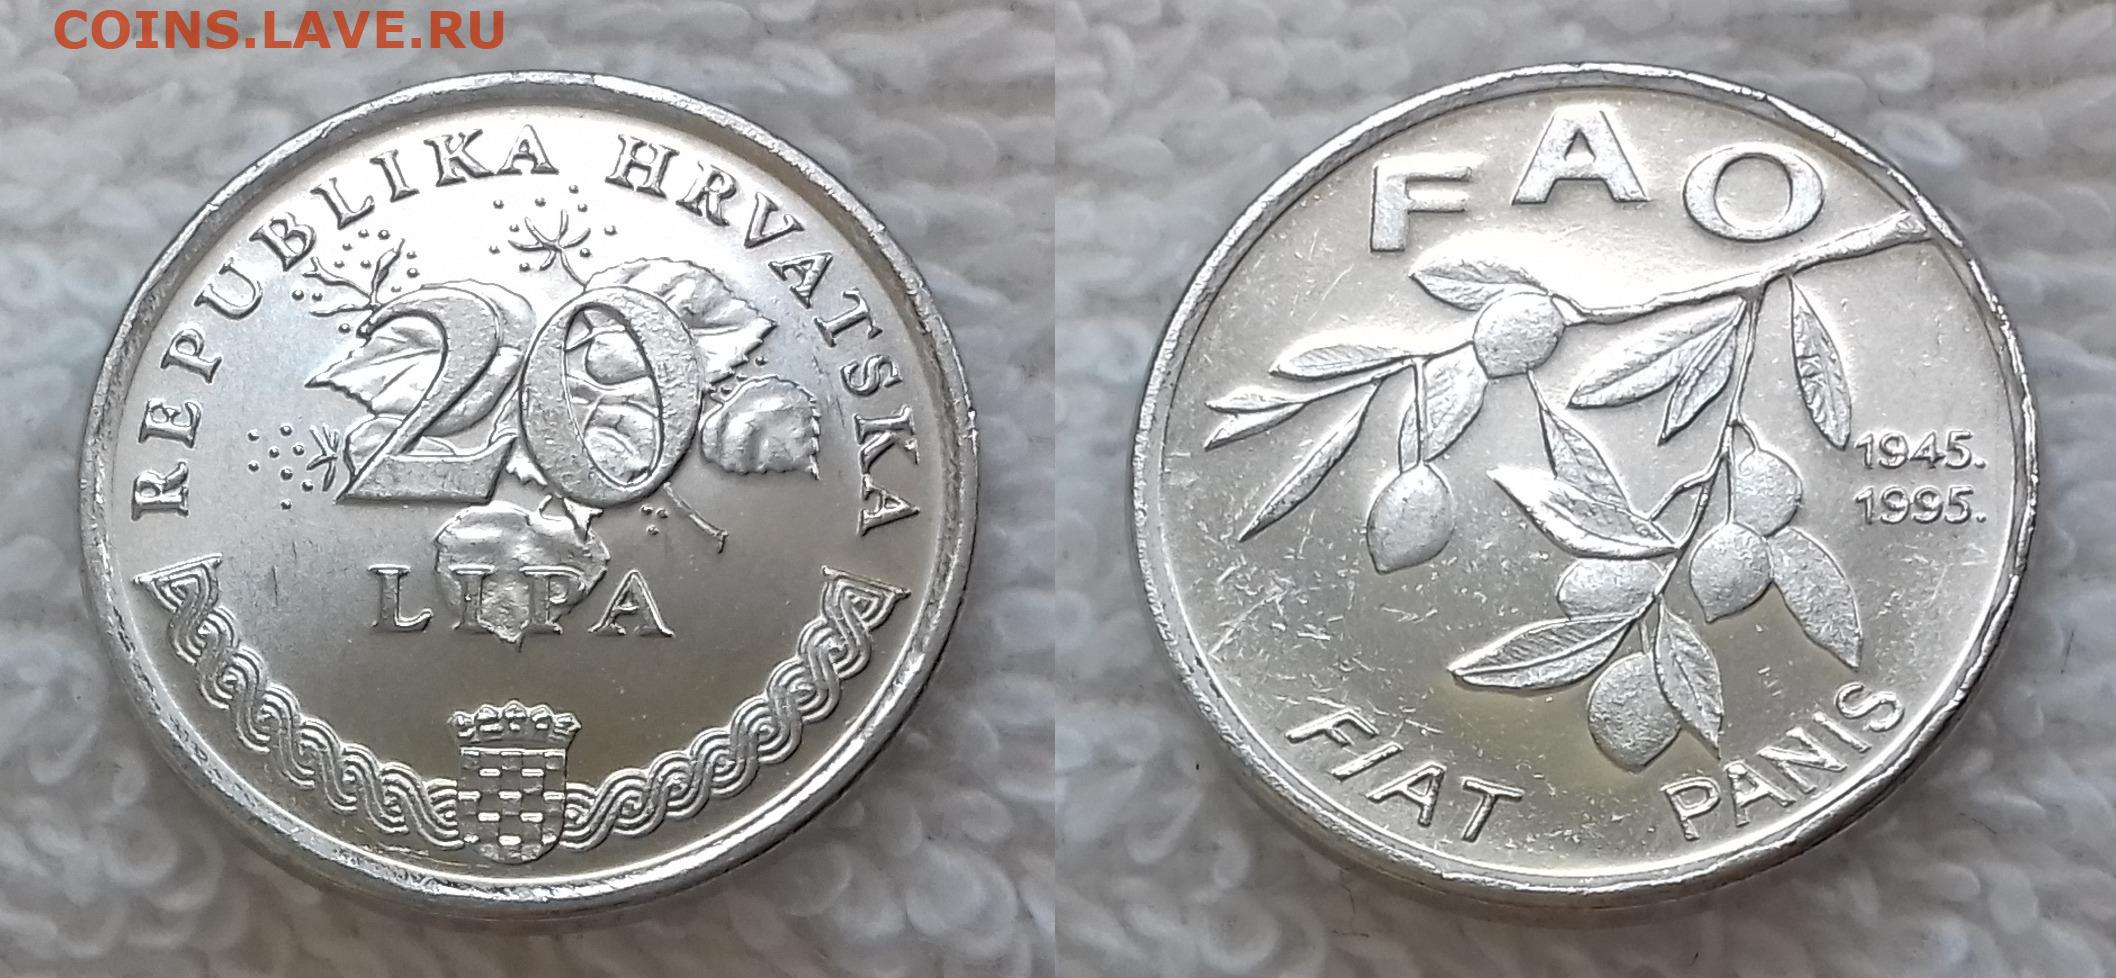 COINS.LAVE.RU
REPUBLIKA HRVATSKA
20
LIPA
FAO
1945.
1995.
FIAT PANIS